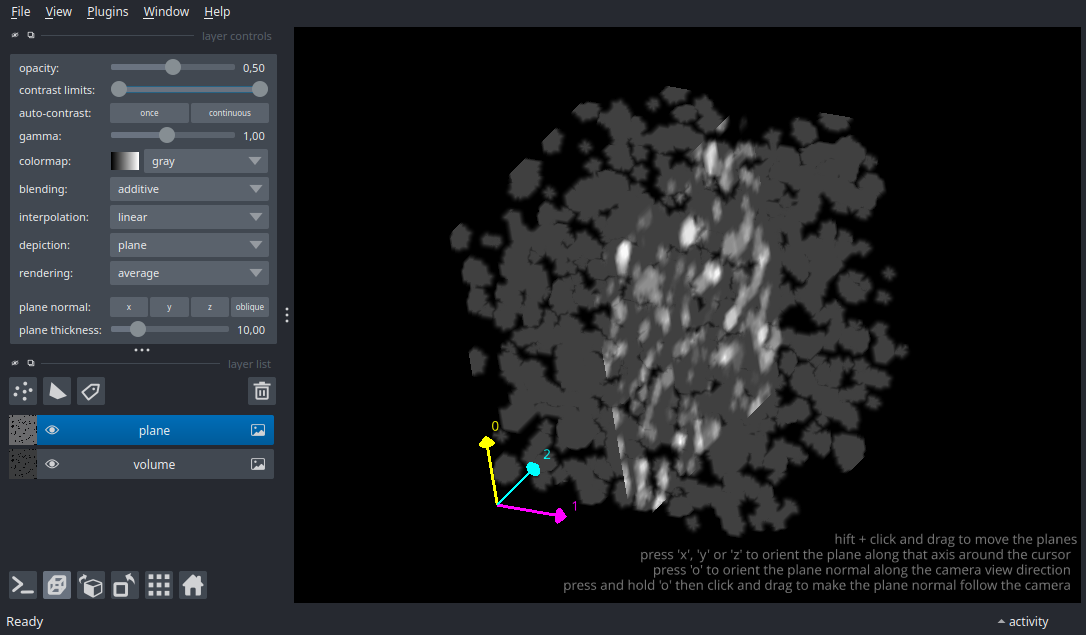 File View Plugins Window Help
layer controls
opacity: 0,50
contrast limits:
auto-contrast: once continuous
gamma: 1,00
colormap: gray
blending: additive
interpolation: linear
depiction: plane
rendering: average
plane normal: x y z oblique
plane thickness: 10,00
layer list
plane
volume
0
2
1
hift + click and drag to move the planes
press 'x', 'y' or 'z' to orient the plane along that axis around the cursor
press 'o' to orient the plane normal along the camera view direction
press and hold 'o' then click and drag to make the plane normal follow the camera
Ready
activity